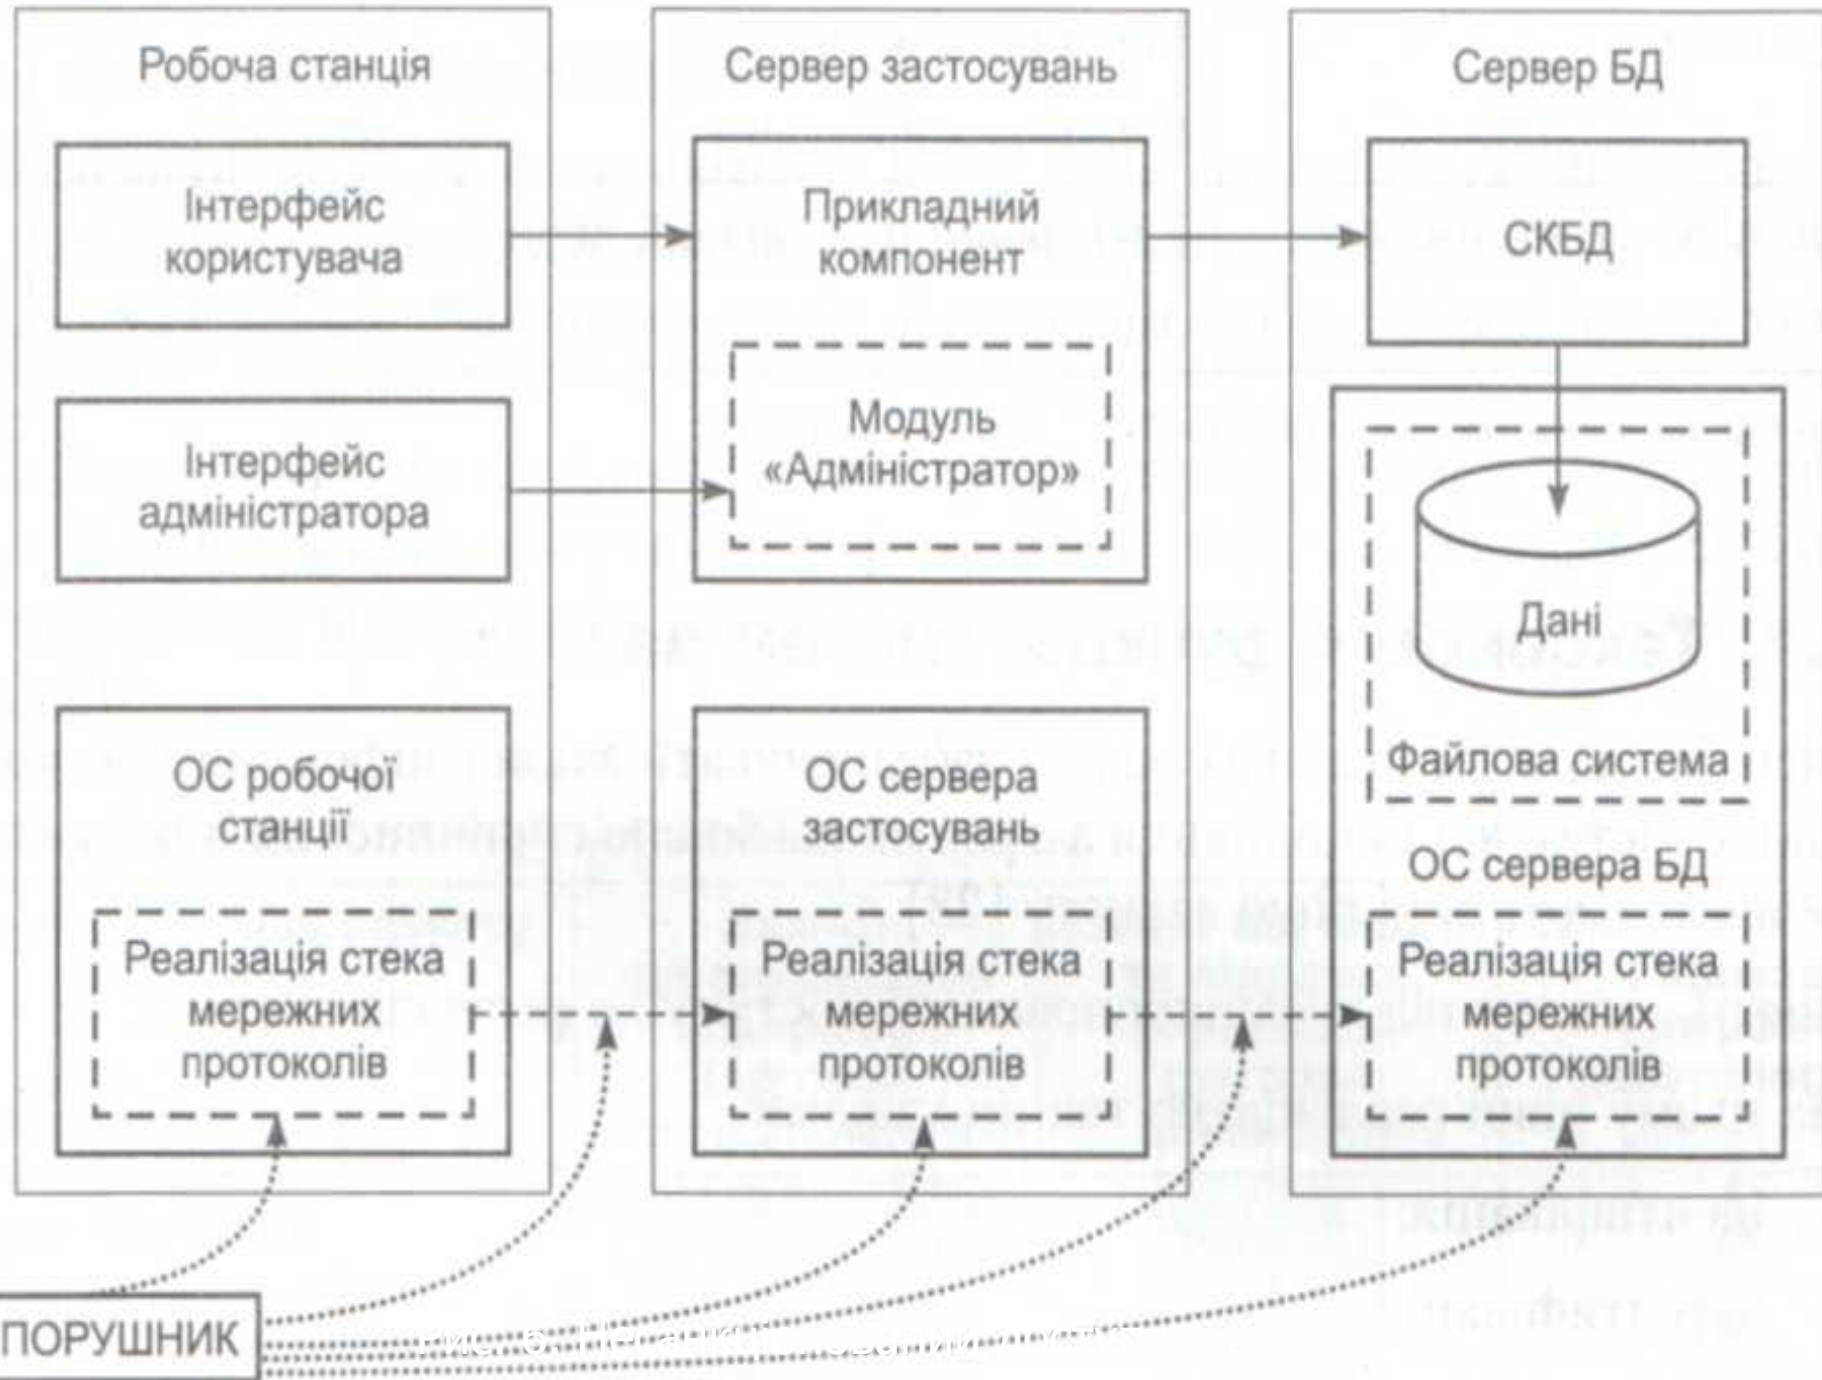 Робоча станція
Інтерфейс
користувача
Інтерфейс
адміністратора
ОС робочої
станції
Реалізація стека
мережних
протоколів
Сервер застосувань
Прикладний
компонент
Модуль
«Адміністратор»
ОС сервера
застосувань
Реалізація стека
мережних
протоколів
Сервер БД
СКБД
Дані
Файлова система
ОС сервера БД
Реалізація стека
мережних
протоколів
ПОРУШНИК